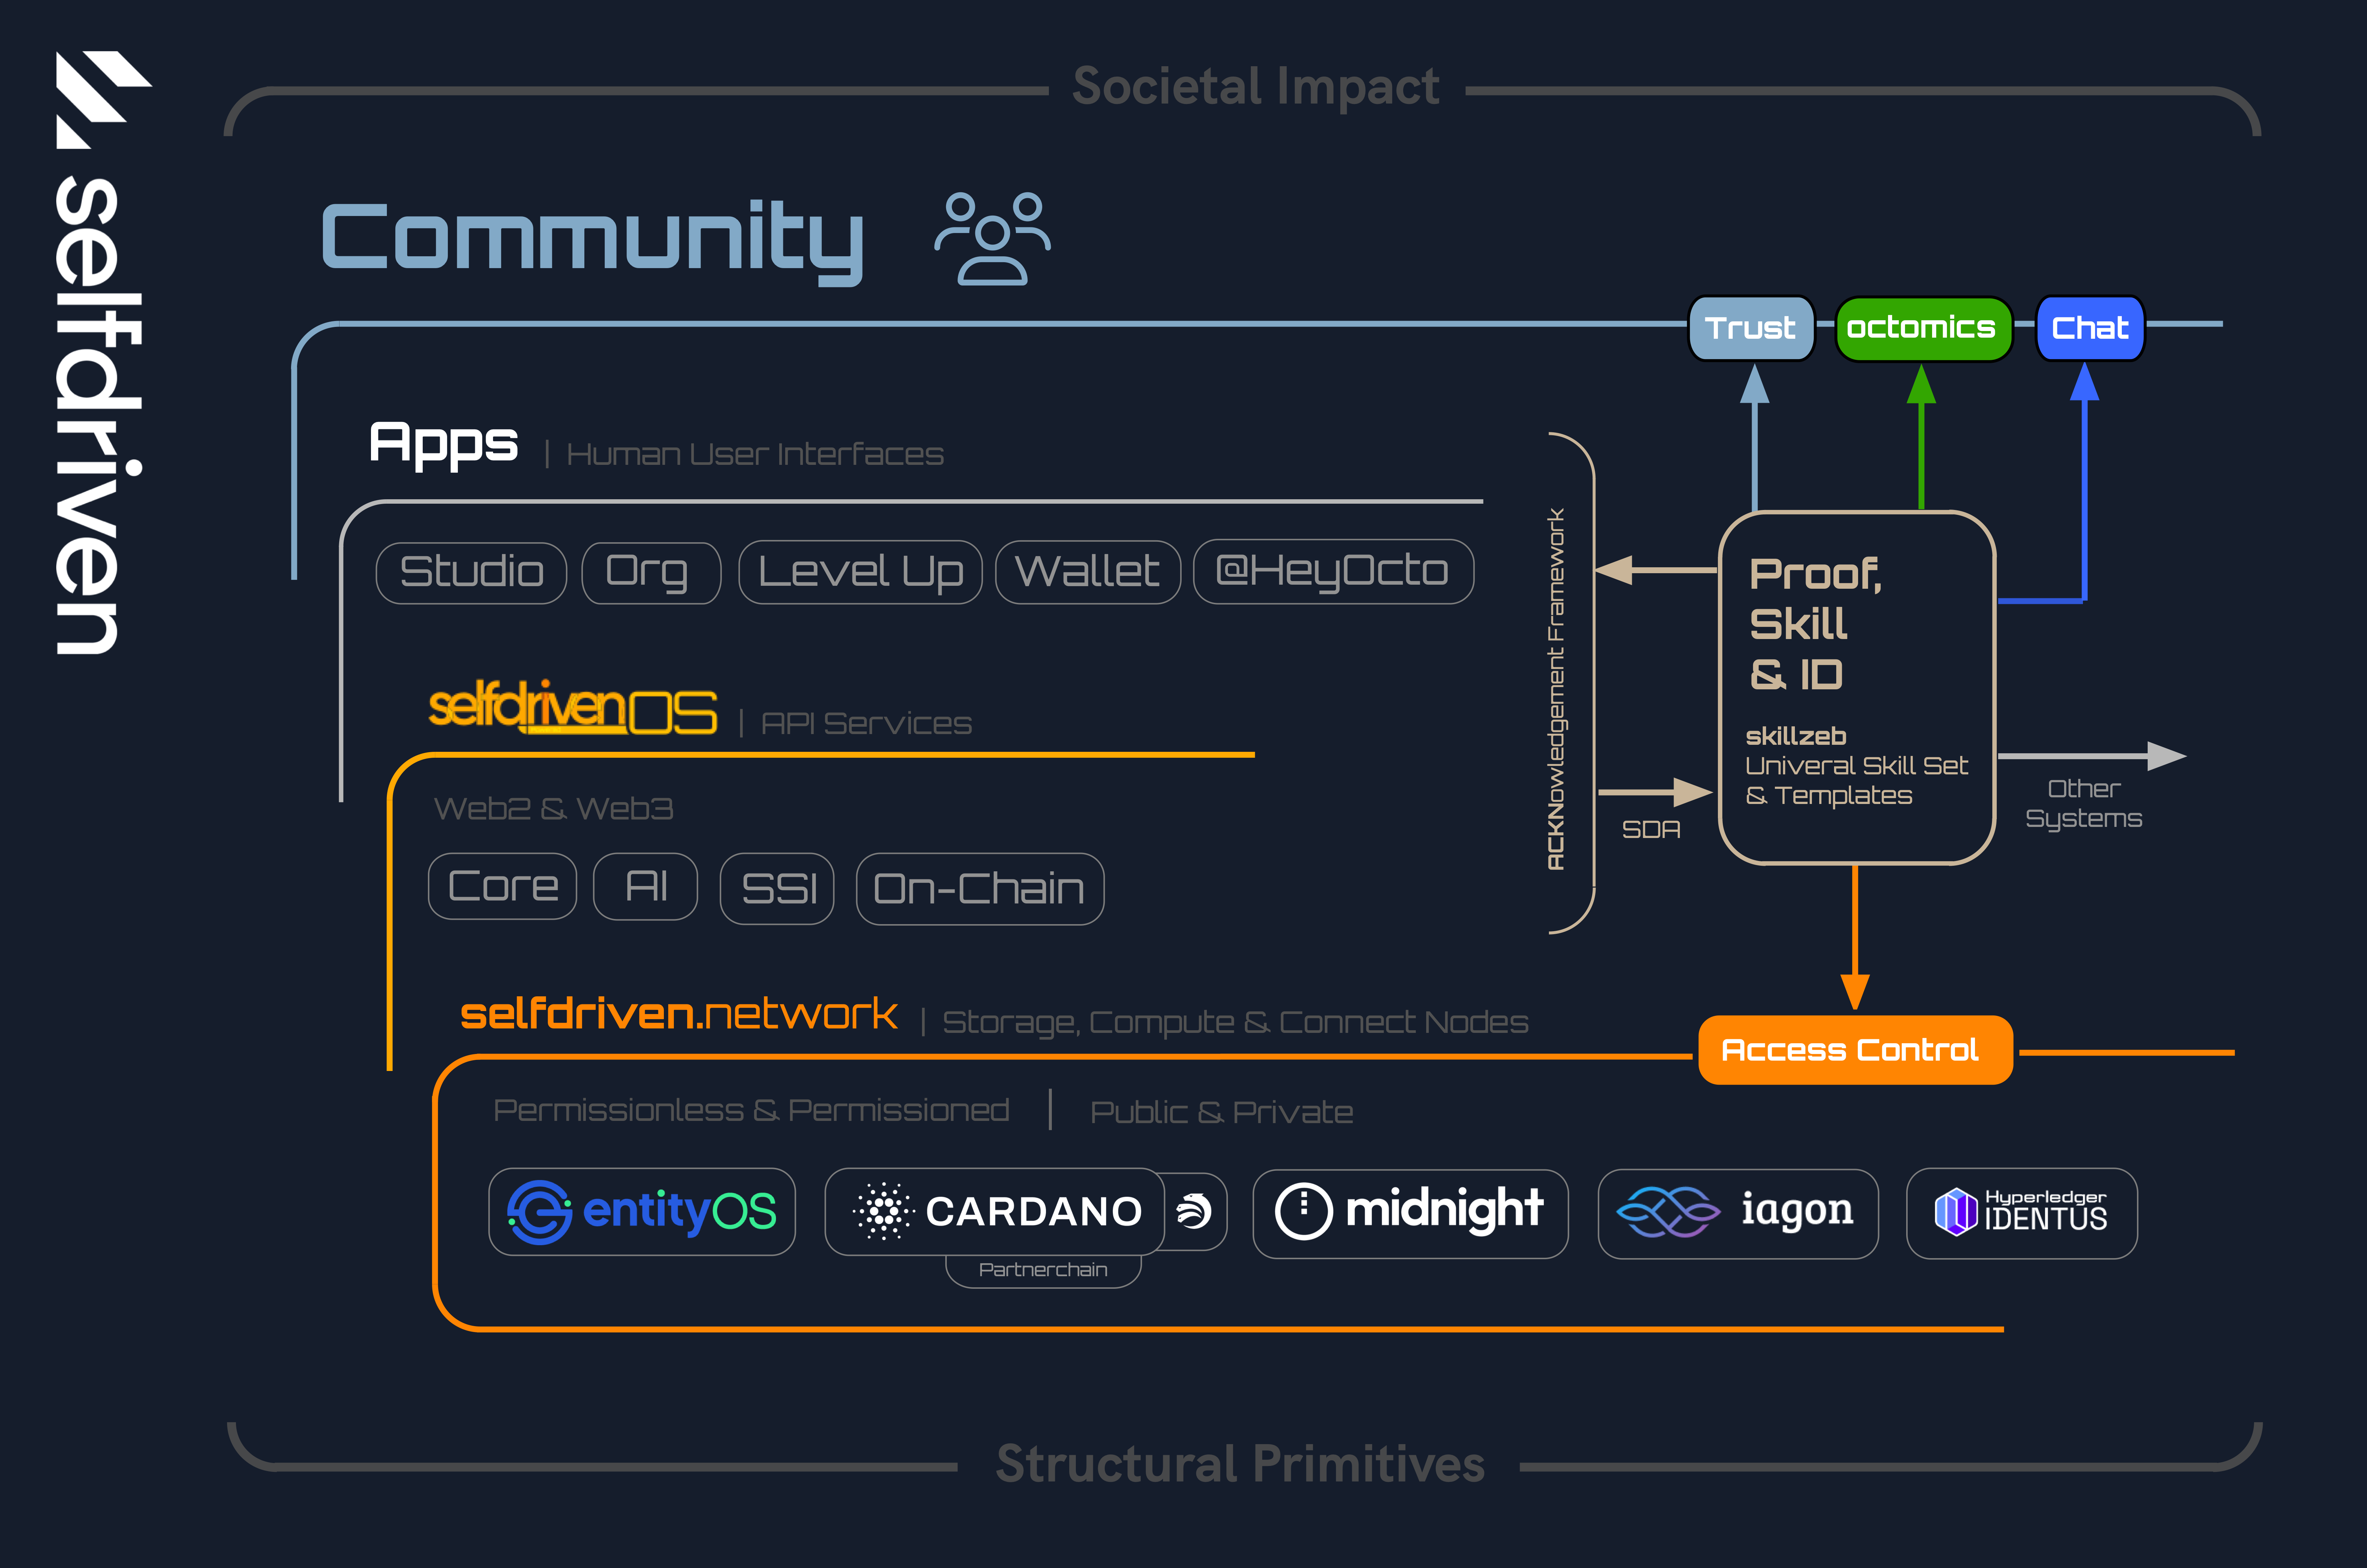 selfdriven
Societal Impact
Community
Trust
octomics
Chat
Apps | Human User Interfaces
Studio
Org
Level Up
Wallet
@HeyOcto
selfdrivenOS | API Services
Web2 & Web3
Core
AI
SSI
On-Chain
ACKNowledgement Framework
SDA
Proof,
Skill
& ID
skillzeb
Univeral Skill Set
& Templates
Other
Systems
selfdriven.network | Storage, Compute & Connect Nodes
Access Control
Permissionless & Permissioned | Public & Private
entityOS
CARDANO
Partnerchain
midnight
iagon
Hyperledger
IDENTUS
Structural Primitives